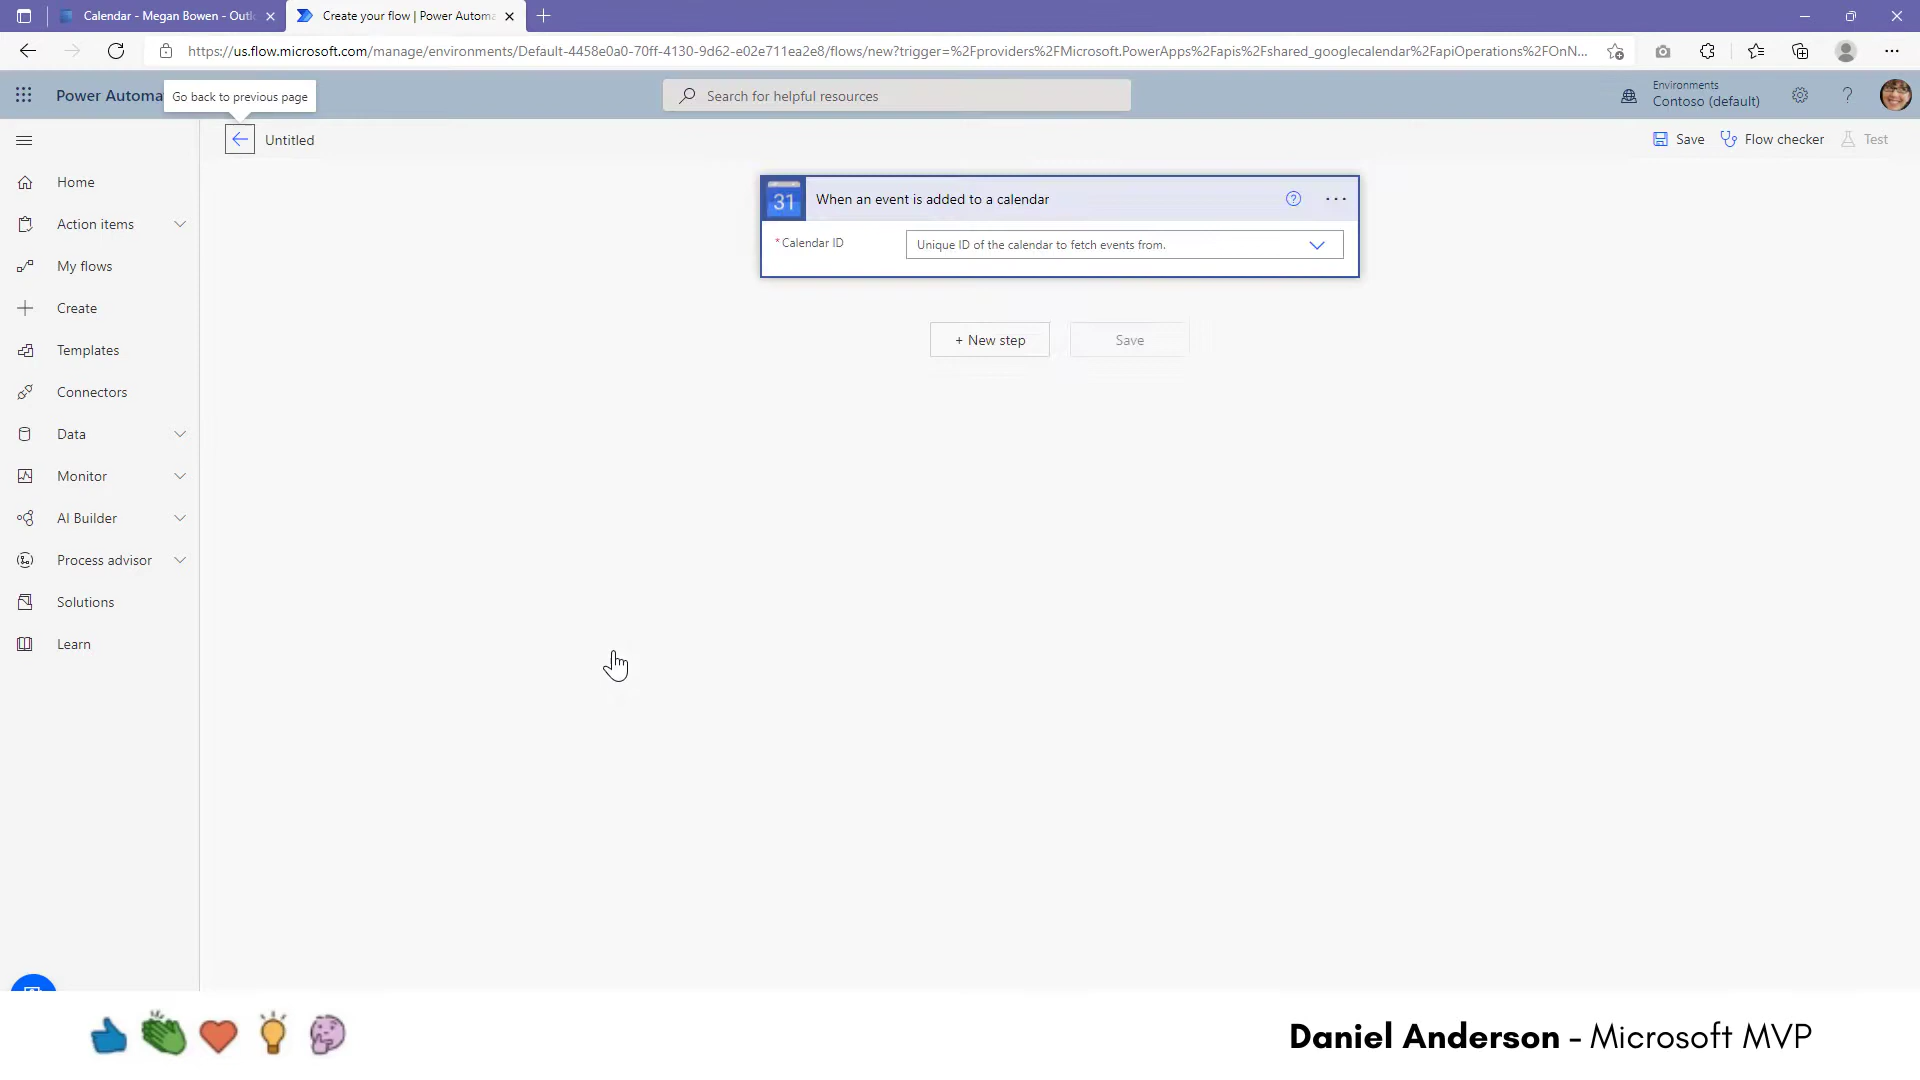 Calendar - Megan Bowen - Outl
Create your flow | Power Automa
https://us.flow.microsoft.com/manage/environments/Default-4458e0a0-70ff-4130-9d62-e02e711ea2e8/flows/new?trigger=%2Fproviders%2FMicrosoft.PowerApps%2Fapis%2Fshared_googlecalendar%2FapiOperations%2FOnN...
Power Automa
Go back to previous page
Search for helpful resources
Environments
Contoso (default)
Untitled
Save
Flow checker
Test
Home
Action items
My flows
Create
Templates
Connectors
Data
Monitor
AI Builder
Process advisor
Solutions
Learn
31
When an event is added to a calendar
*Calendar ID
Unique ID of the calendar to fetch events from.
+ New step
Save
Daniel Anderson - Microsoft MVP